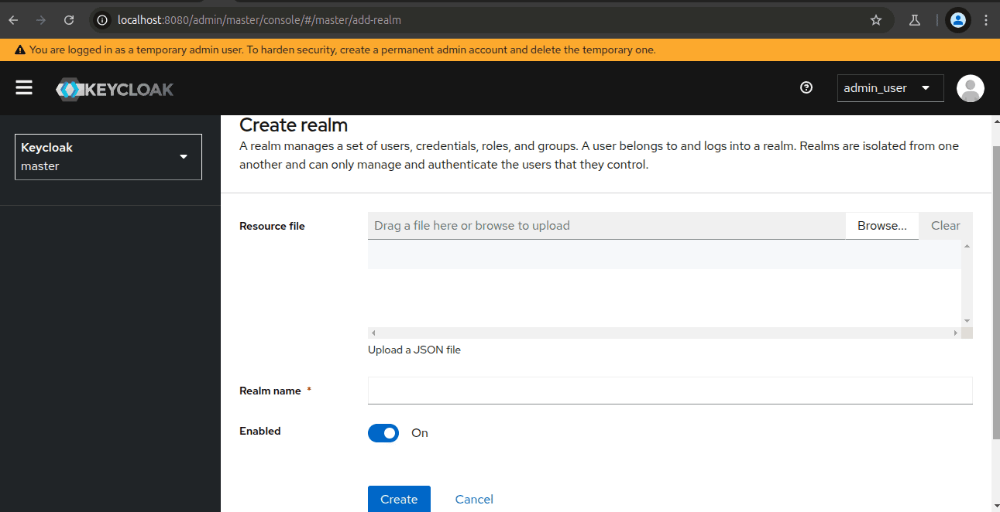 localhost:8080/admin/master/console/#/master/add-realm
You are logged in as a temporary admin user. To harden security, create a permanent admin account and delete the temporary one.
KEYCLOAK
admin_user
Keycloak
master
Create realm
A realm manages a set of users, credentials, roles, and groups. A user belongs to and logs into a realm. Realms are isolated from one
another and can only manage and authenticate the users that they control.
Resource file
Drag a file here or browse to upload
Browse...
Clear
Upload a JSON file
Realm name *
Enabled
On
Create
Cancel